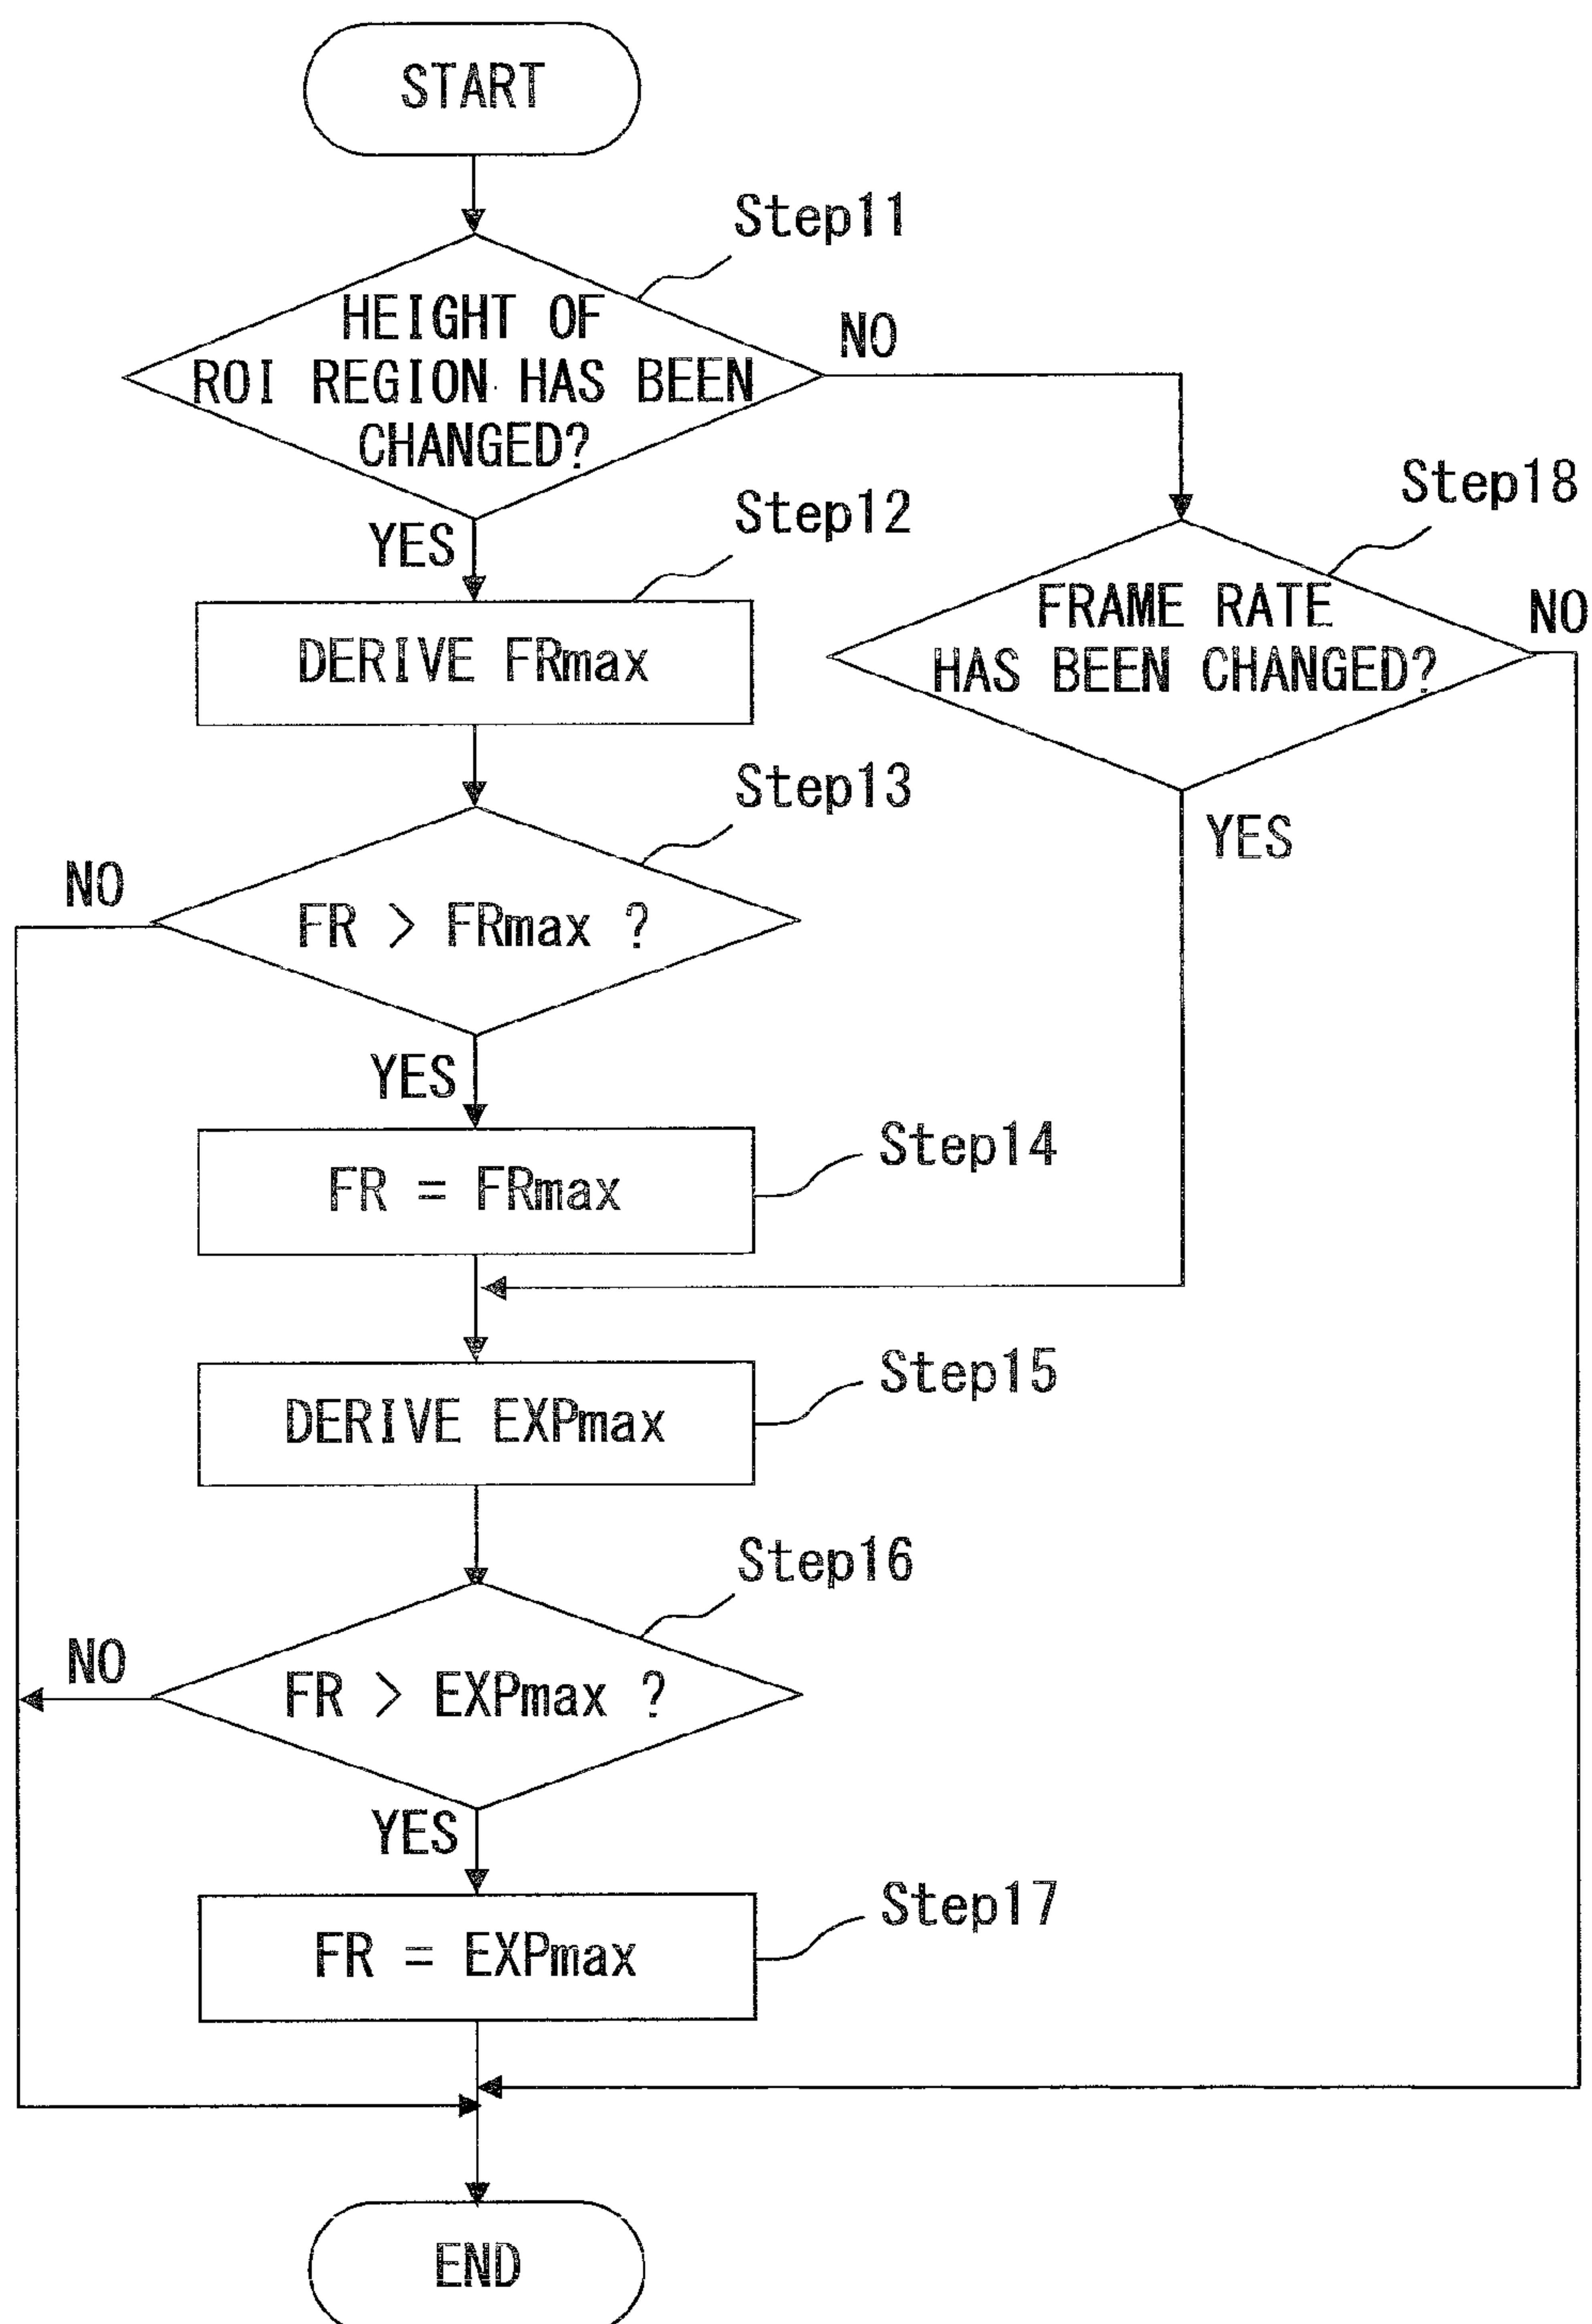 START
Step11
HEIGHT OF
ROI REGION HAS BEEN
CHANGED?
NO
YES
Step12
DERIVE FRmax
Step18
FRAME RATE
HAS BEEN CHANGED?
NO
YES
Step13
FR > FRmax ?
NO
YES
Step14
FR = FRmax
Step15
DERIVE EXPmax
Step16
FR > EXPmax ?
NO
YES
Step17
FR = EXPmax
END